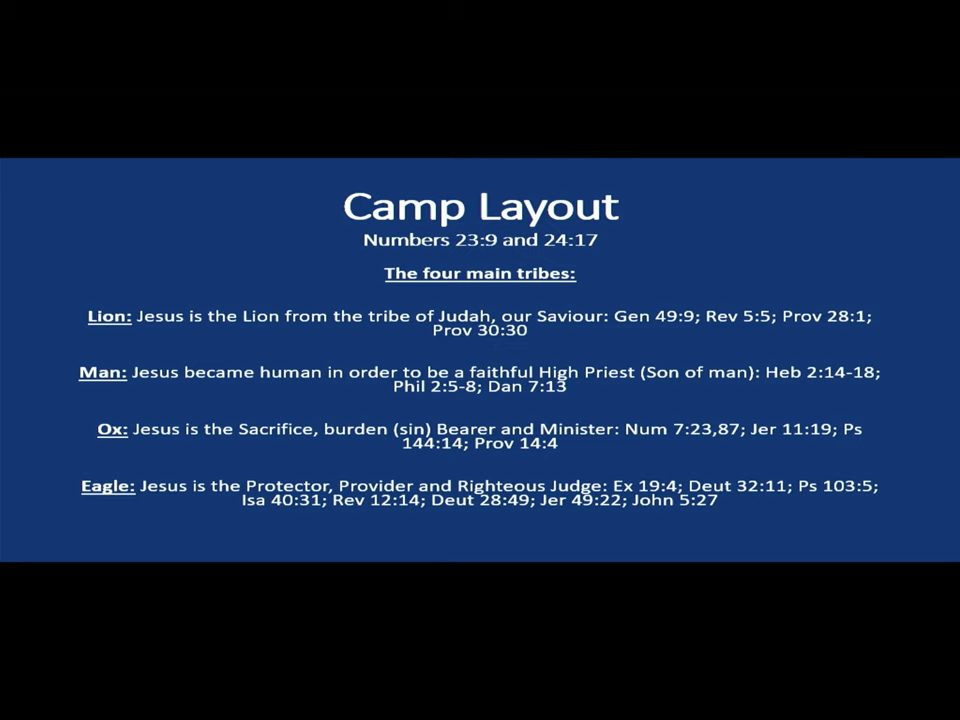 Camp Layout
Numbers 23:9 and 24:17
The four main tribes:
Lion: Jesus is the Lion from the tribe of Judah, our Saviour: Gen 49:9; Rev 5:5; Prov 28:1;
Prov 30:30
Man: Jesus became human in order to be a faithful High Priest (Son of man): Heb 2:14-18;
Phil 2:5-8; Dan 7:13
Ox: Jesus is the Sacrifice, burden (sin) Bearer and Minister: Num 7:23,87; Jer 11:19; Ps
144:14; Prov 14:4
Eagle: Jesus is the Protector, Provider and Righteous Judge: Ex 19:4; Deut 32:11; Ps 103:5;
Isa 40:31; Rev 12:14; Deut 28:49; Jer 49:22; John 5:27